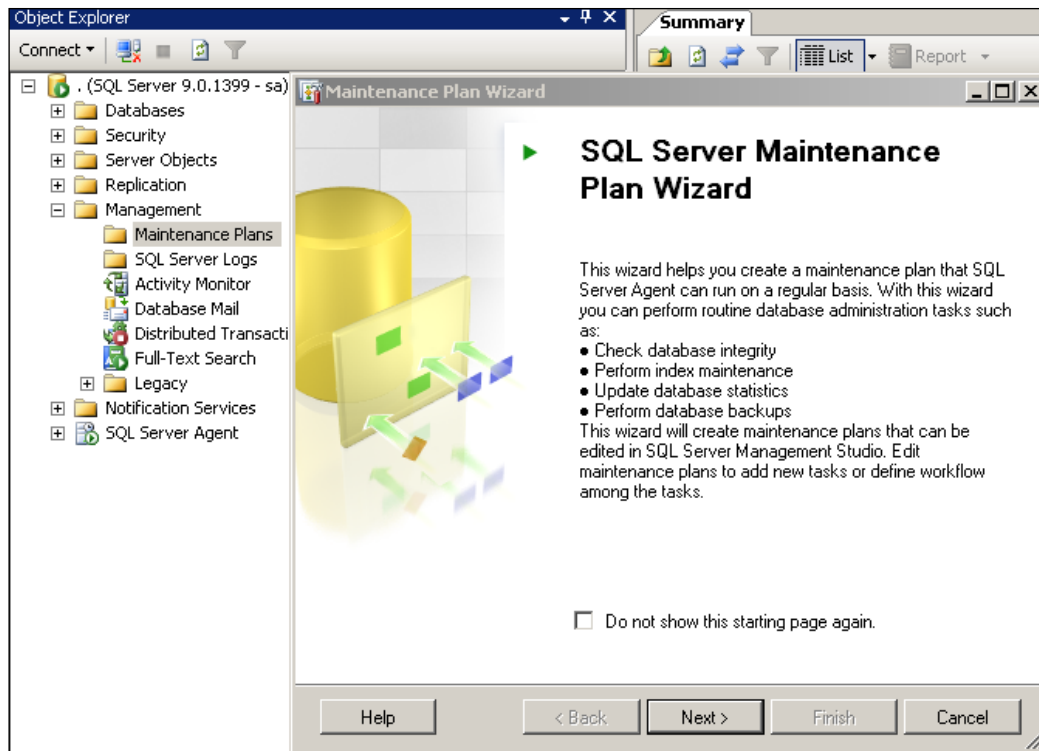 Object Explorer
Summary
Connect
List
Report
. (SQL Server 9.0.1399 - sa)
Databases
Security
Server Objects
Replication
Management
Maintenance Plans
SQL Server Logs
Activity Monitor
Database Mail
Distributed Transacti
Full-Text Search
Legacy
Notification Services
SQL Server Agent
Maintenance Plan Wizard
SQL Server Maintenance
Plan Wizard
This wizard helps you create a maintenance plan that SQL
Server Agent can run on a regular basis. With this wizard
you can perform routine database administration tasks such
as:
● Check database integrity
● Perform index maintenance
● Update database statistics
● Perform database backups
This wizard will create maintenance plans that can be
edited in SQL Server Management Studio. Edit
maintenance plans to add new tasks or define workflow
among the tasks.
Do not show this starting page again.
Help
< Back
Next >
Finish
Cancel